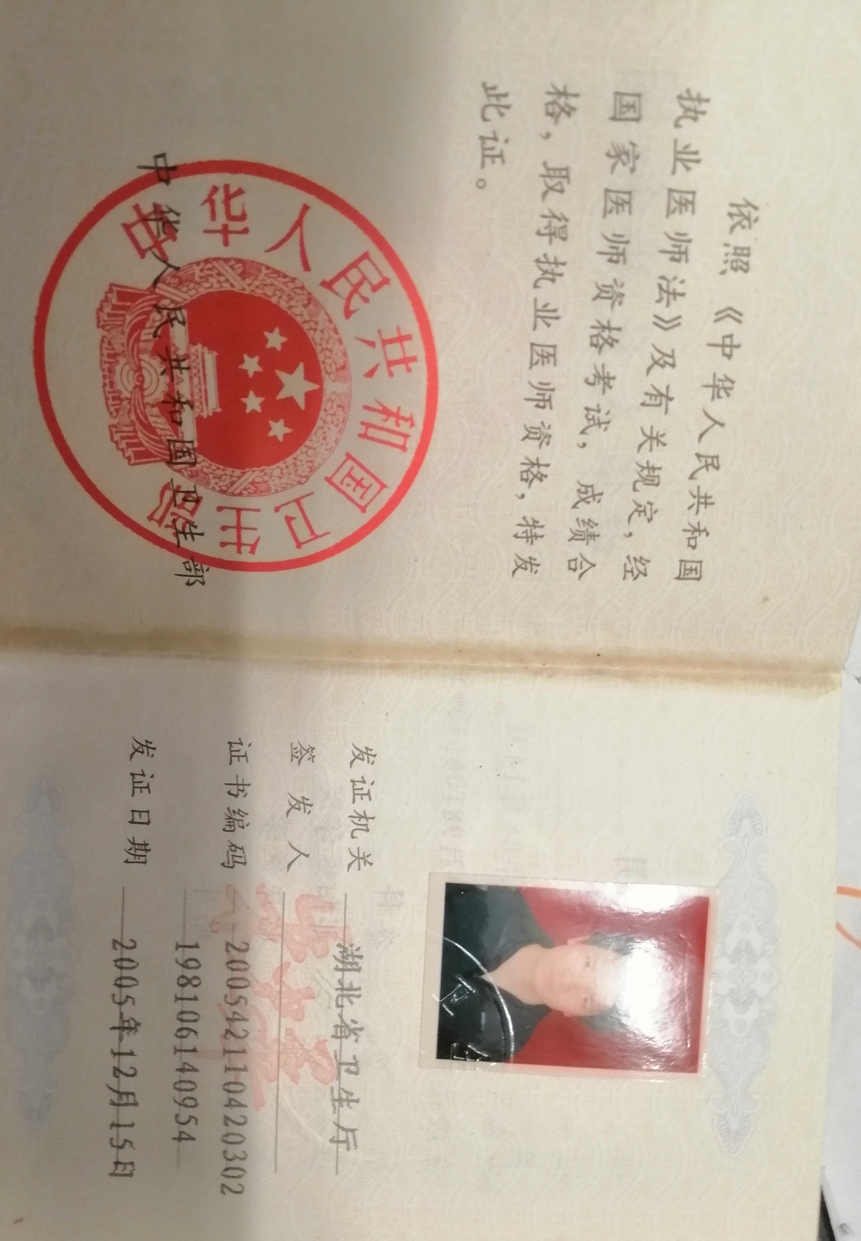 依照《中华人民共和国
执业医师法》及有关规定，经
国家医师资格考试，成绩合
格，取得执业医师资格，特发
此证。
中华人民共和国卫生部
中华人民共和国卫生部
发证机关 湖北省卫生厅
签发人
证书编码 200542110420302
198106140954
发证日期 2005年12月15日